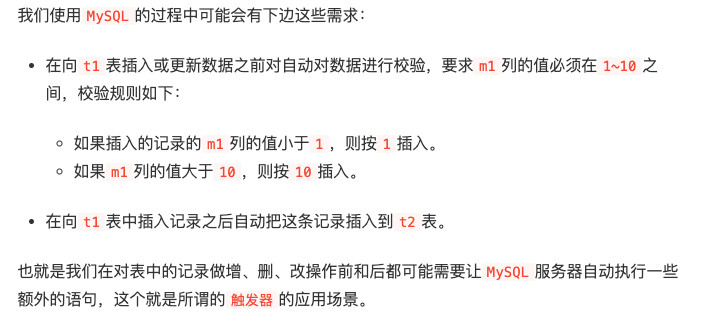 我们使用 MySQL 的过程中可能会有下边这些需求：
在向 t1 表插入或更新数据之前对自动对数据进行校验，要求 m1 列的值必须在 1~10 之
间，校验规则如下：
如果插入的记录的 m1 列的值小于 1 ，则按 1 插入。
如果 m1 列的值大于 10 ，则按 10 插入。
在向 t1 表中插入记录之后自动把这条记录插入到 t2 表。
也就是我们在对表中的记录做增、删、改操作前和后都可能需要让 MySQL 服务器自动执行一些
额外的语句，这个就是所谓的 触发器 的应用场景。